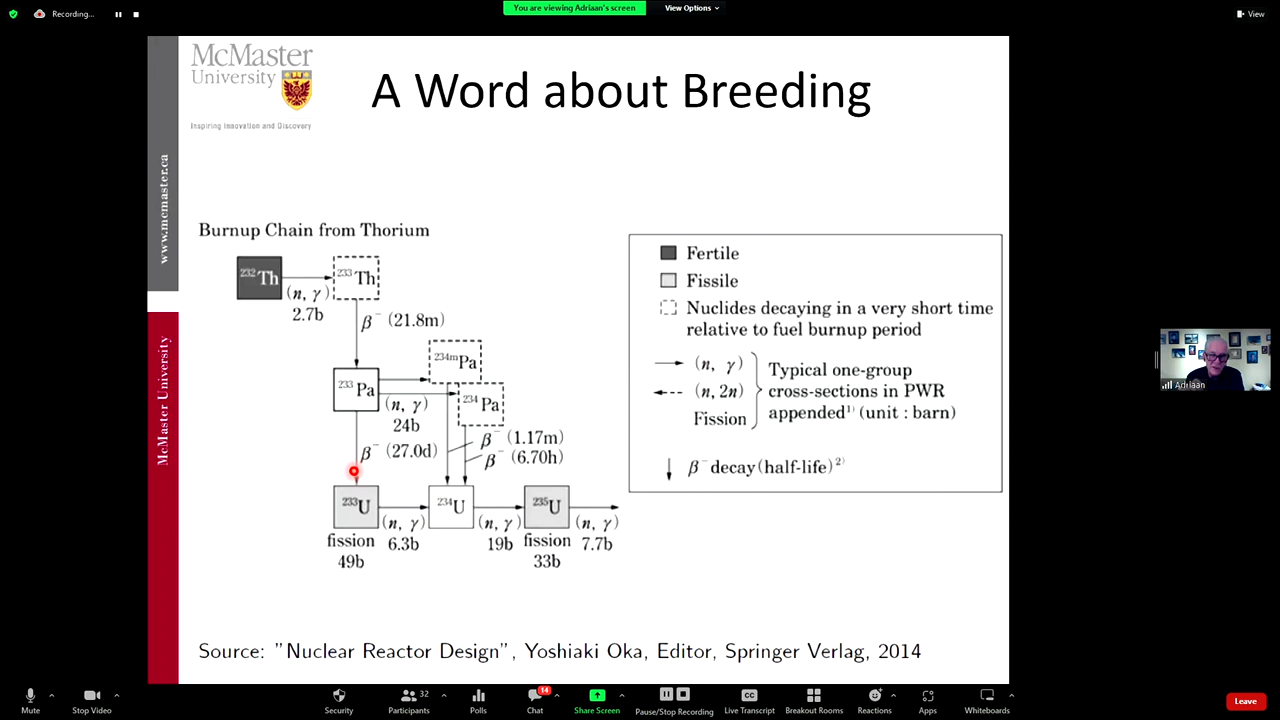 Recording...
You are viewing Adriaan's screen
View Options
View
McMaster
University
Inspiring Innovation and Discovery
A Word about Breeding
www.mcmaster.ca
McMaster University
Burnup Chain from Thorium
²³²Th
²³³Th
(n, γ)
2.7b
β⁻ (21.8m)
²³⁴ᵐPa
²³³Pa
²³⁴Pa
(n, γ)
24b
β⁻ (27.0d)
β⁻ (1.17m)
β⁻ (6.70h)
²³³U
²³⁴U
²³⁵U
(n, γ)
(n, γ)
(n, γ)
fission
6.3b
19b
fission
7.7b
49b
33b
Fertile
Fissile
Nuclides decaying in a very short time
relative to fuel burnup period
(n, γ)
(n, 2n)
Fission
Typical one-group
cross-sections in PWR
appended¹⁾ (unit : barn)
β⁻ decay (half-life)²⁾
Source: "Nuclear Reactor Design", Yoshiaki Oka, Editor, Springer Verlag, 2014
Adriaan
Mute
Stop Video
Security
Participants
32
Polls
Chat
14
Share Screen
Pause/Stop Recording
CC
Live Transcript
Breakout Rooms
Reactions
Apps
Whiteboards
Leave